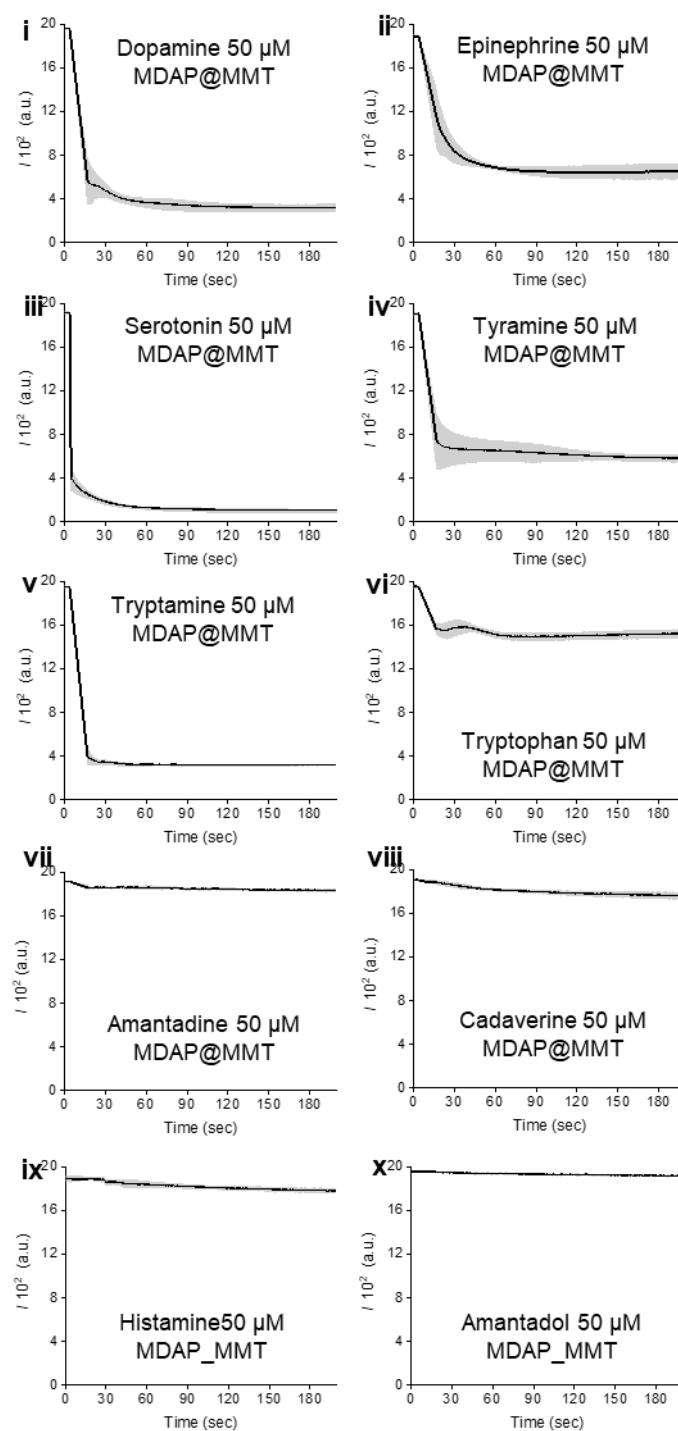 i
20
16
12
8
4
0
I / 10² (a.u.)
Dopamine 50 µM
MDAP@MMT
0 30 60 90 120 150 180
Time (sec)
ii
20
16
12
8
4
0
I / 10² (a.u.)
Epinephrine 50 µM
MDAP@MMT
0 30 60 90 120 150 180
Time (sec)
iii
20
16
12
8
4
0
I / 10² (a.u.)
Serotonin 50 µM
MDAP@MMT
0 30 60 90 120 150 180
Time (sec)
iv
20
16
12
8
4
0
I / 10² (a.u.)
Tyramine 50 µM
MDAP@MMT
0 30 60 90 120 150 180
Time (sec)
v
20
16
12
8
4
0
I / 10² (a.u.)
Tryptamine 50 µM
MDAP@MMT
0 30 60 90 120 150 180
Time (sec)
vi
20
16
12
8
4
0
I / 10² (a.u.)
Tryptophan 50 µM
MDAP@MMT
0 30 60 90 120 150 180
Time (sec)
vii
20
16
12
8
4
0
I / 10² (a.u.)
Amantadine 50 µM
MDAP@MMT
0 30 60 90 120 150 180
Time (sec)
viii
20
16
12
8
4
0
I / 10² (a.u.)
Cadaverine 50 µM
MDAP@MMT
0 30 60 90 120 150 180
Time (sec)
ix
20
16
12
8
4
0
I / 10² (a.u.)
Histamine50 µM
MDAP_MMT
0 30 60 90 120 150 180
Time (sec)
x
20
16
12
8
4
0
I / 10² (a.u.)
Amantadol 50 µM
MDAP_MMT
0 30 60 90 120 150 180
Time (sec)